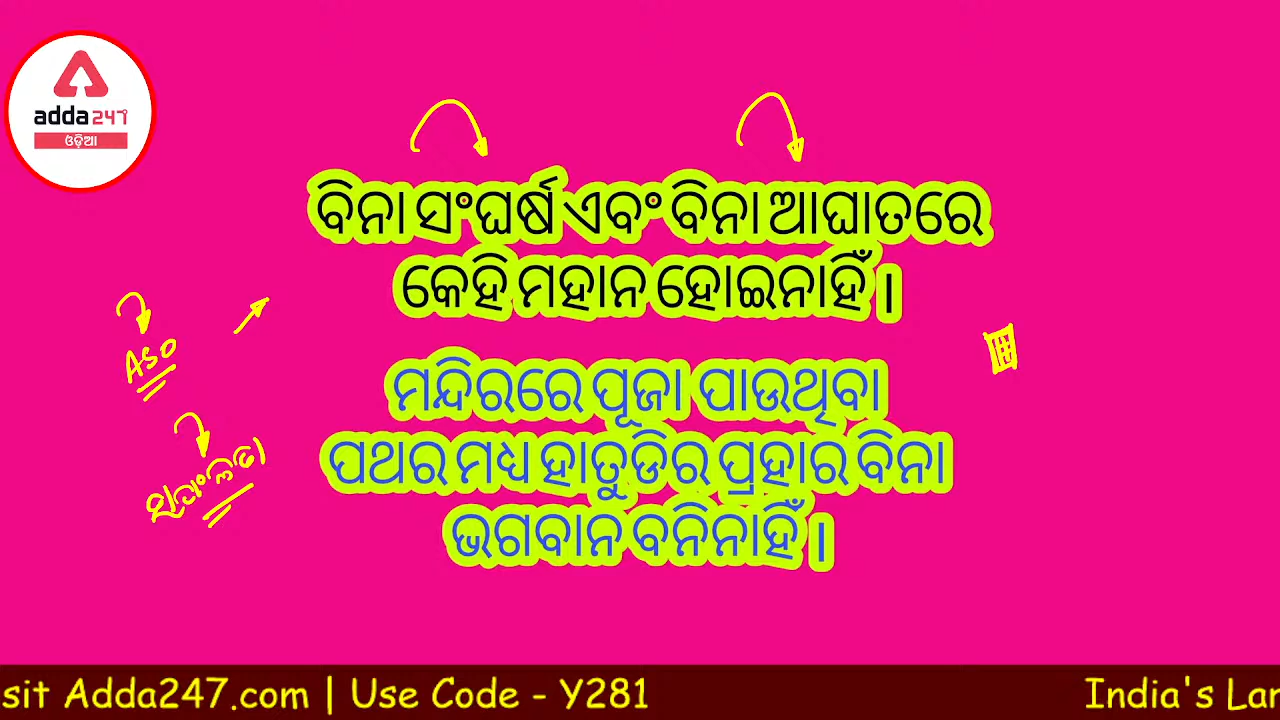 adda247
ଓଡ଼ିଆ
ବିନା ସଂଘର୍ଷ ଏବଂ ବିନା ଆଘାତରେ
କେହି ମହାନ ହୋଇନାହିଁ ।
ମନ୍ଦିରରେ ପୂଜା ପାଉଥିବା
ପଥର ମଧ୍ୟ ହାତୁଡିର ପ୍ରହାର ବିନା
ଭଗବାନ ବନିନାହିଁ ।
ASO
sit Adda247.com | Use Code - Y281
India's Lar